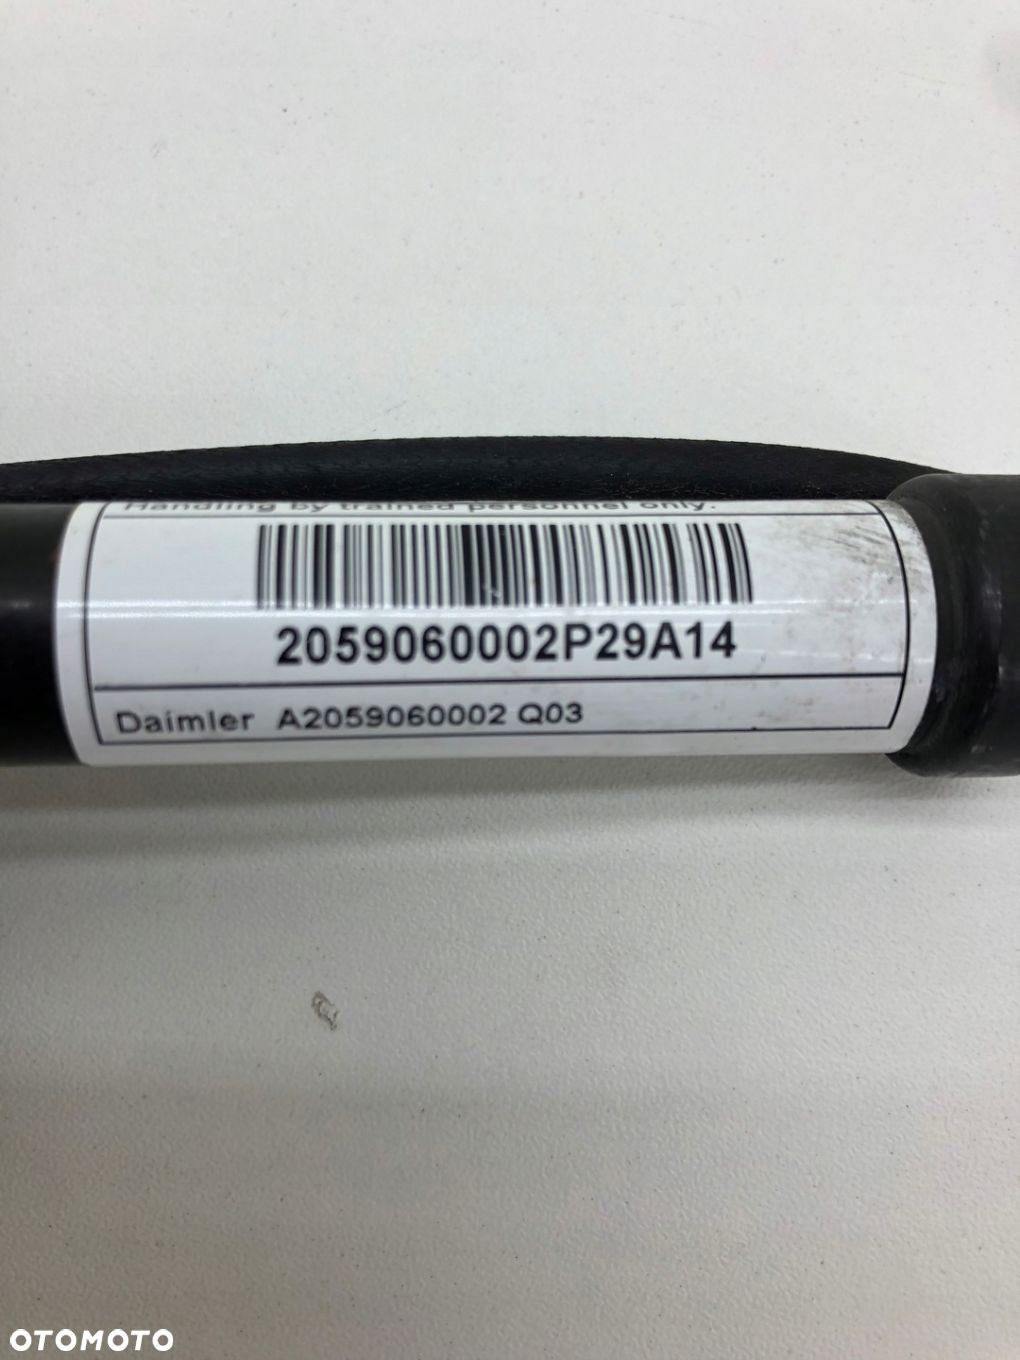 Handling by trained personnel only.
2059060002P29A14
Daimler A2059060002 Q03
OTOMOTO